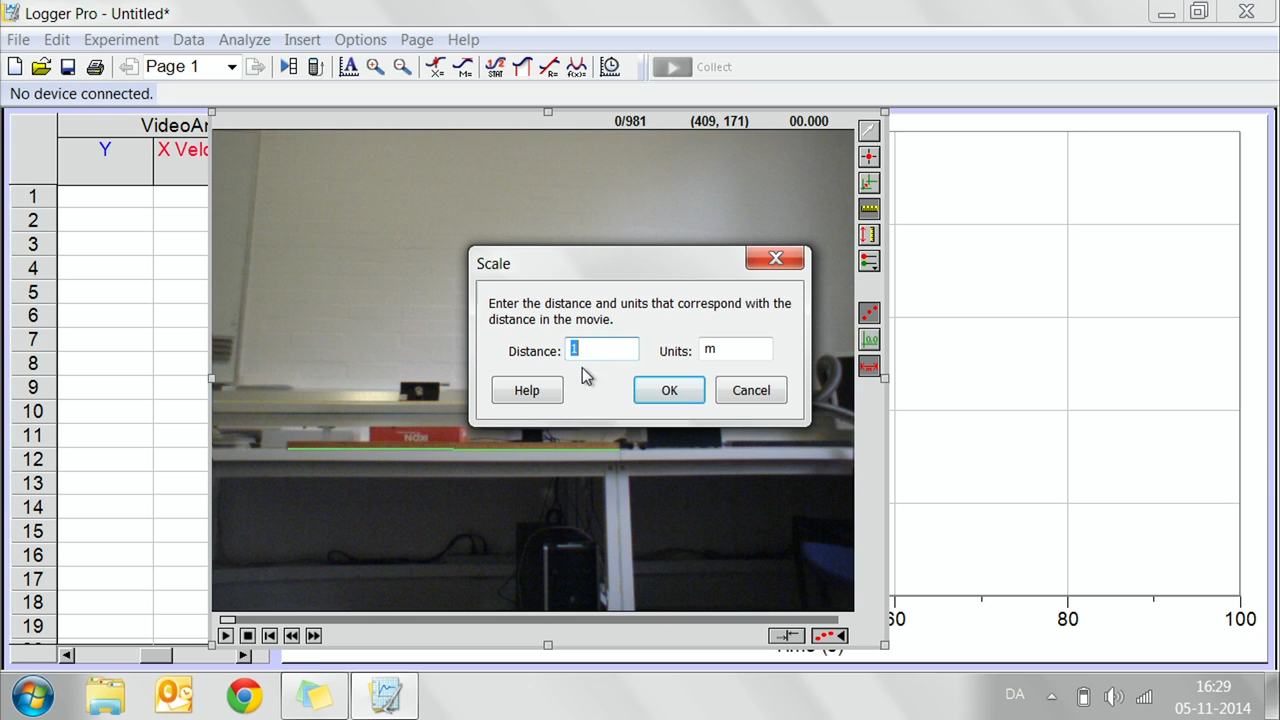 Logger Pro - Untitled*
File Edit Experiment Data Analyze Insert Options Page Help
Page 1
Collect
No device connected.
VideoAn
Y X Velo
0/981 (409, 171) 00.000
1
2
3
4
5
6
7
8
9
10
11
12
13
14
15
16
17
18
19
Scale
Enter the distance and units that correspond with the
distance in the movie.
Distance: 1 Units: m
Help OK Cancel
60 80 100
DA
16:29
05-11-2014